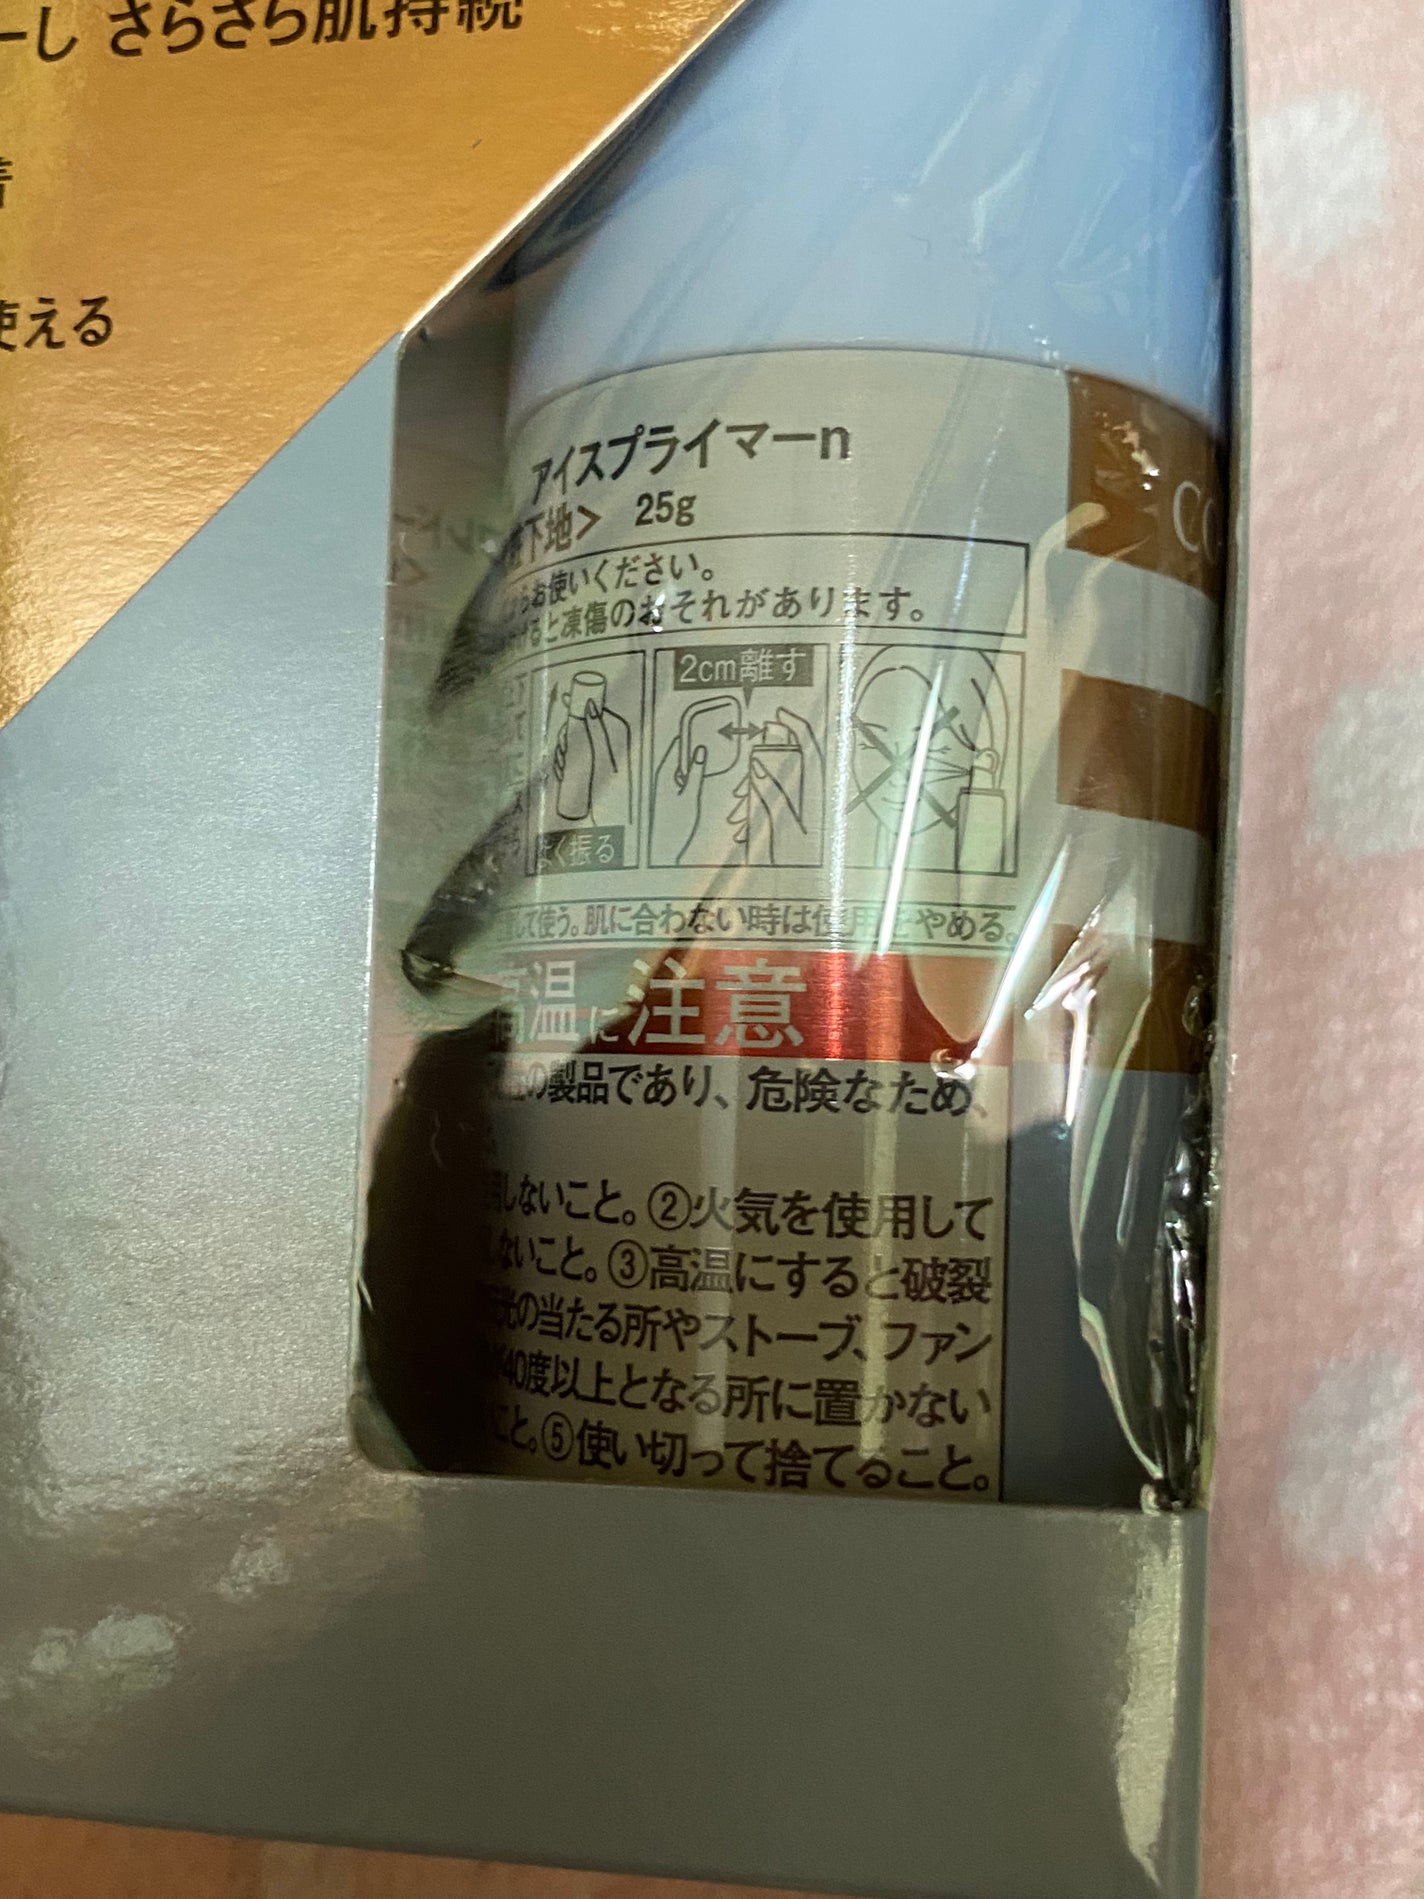 ーし さらさら肌持続
着
使える
アイスプライマーn
下地> 25g
お使いください。
ると凍傷のおそれがあります。
2cm離す
よく振る
して使う。肌に合わない時は使用をやめる。
高温に注意
の製品であり、危険なため、
しないこと。②火気を使用して
ないこと。③高温にすると破裂
光の当たる所やストーブ、ファン
40度以上となる所に置かない
こと。⑤使い切って捨てること。